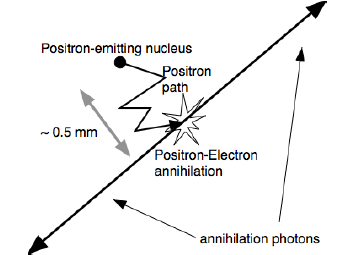 Positron-emitting nucleus
Positron
path
~ 0.5 mm
Positron-Electron
annihilation
annihilation photons